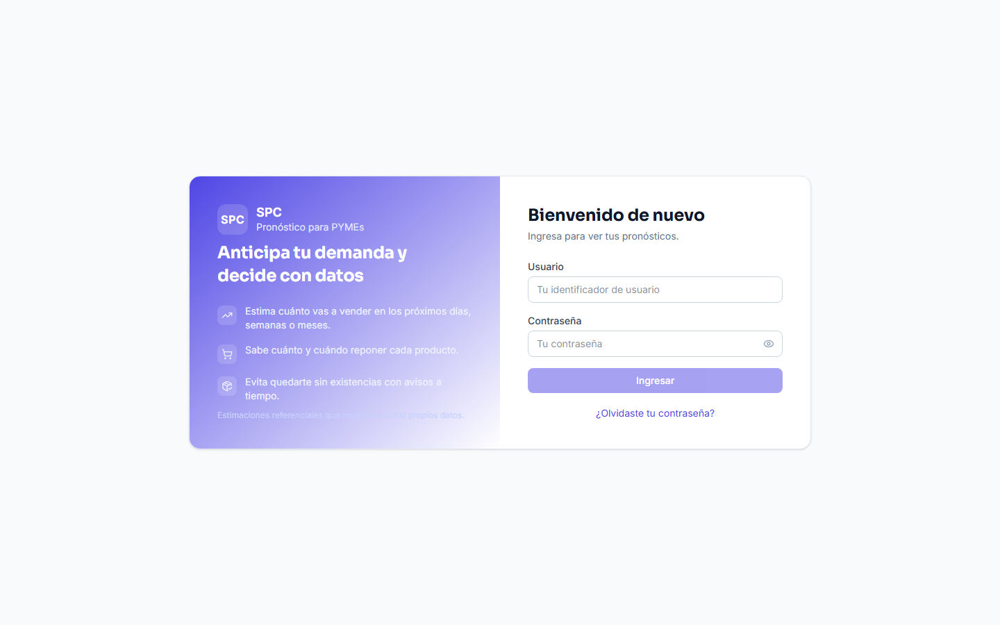 SPC
SPC
Pronóstico para PYMEs
Anticipa tu demanda y
decide con datos
Estima cuánto vas a vender en los próximos días,
semanas o meses.
Sabe cuánto y cuándo reponer cada producto.
Evita quedarte sin existencias con avisos a
tiempo.
Estimaciones referenciales que tus propios datos.
Bienvenido de nuevo
Ingresa para ver tus pronósticos.
Usuario
Tu identificador de usuario
Contraseña
Tu contraseña
Ingresar
¿Olvidaste tu contraseña?